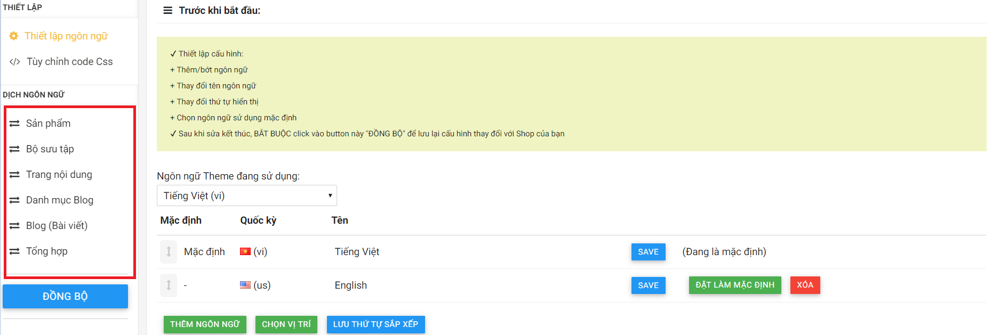 THIẾT LẬP
Thiết lập ngôn ngữ
</> Tùy chỉnh code Css
DỊCH NGÔN NGỮ
Sản phẩm
Bộ sưu tập
Trang nội dung
Danh mục Blog
Blog (Bài viết)
Tổng hợp
ĐỒNG BỘ
Trước khi bắt đầu:
✓ Thiết lập cấu hình:
+ Thêm/bớt ngôn ngữ
+ Thay đổi tên ngôn ngữ
+ Thay đổi thứ tự hiển thị
+ Chọn ngôn ngữ sử dụng mặc định
✓ Sau khi sửa kết thúc, BẮT BUỘC click vào button này "ĐỒNG BỘ" để lưu lại cấu hình thay đổi với Shop của bạn
Ngôn ngữ Theme đang sử dụng:
Tiếng Việt (vi)
Mặc định Quốc kỳ Tên
Mặc định (vi) Tiếng Việt SAVE (Đang là mặc định)
- (us) English SAVE ĐẶT LÀM MẶC ĐỊNH XÓA
THÊM NGÔN NGỮ CHỌN VỊ TRÍ LƯU THỨ TỰ SẮP XẾP